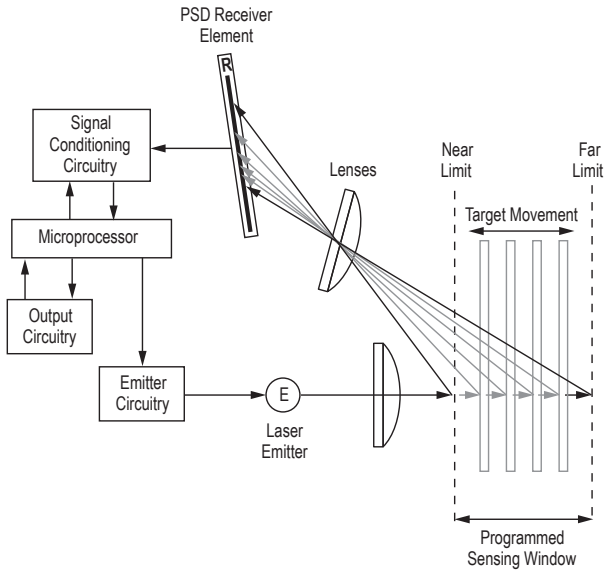 PSD Receiver
Element
R
Signal
Conditioning
Circuitry
Lenses
Near
Limit
Far
Limit
Target Movement
Microprocessor
Output
Circuitry
Emitter
Circuitry
E
Laser
Emitter
Programmed
Sensing Window